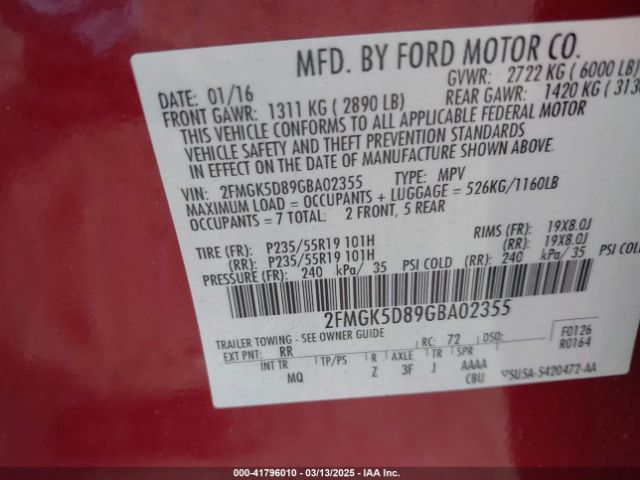 MFD. BY FORD MOTOR CO.
DATE: 01/16 GVWR: 2722 KG ( 6000 LB)
FRONT GAWR: 1311 KG ( 2890 LB) REAR GAWR: 1420 KG ( 313
THIS VEHICLE CONFORMS TO ALL APPLICABLE FEDERAL MOTOR
VEHICLE SAFETY AND THEFT PREVENTION STANDARDS
IN EFFECT ON THE DATE OF MANUFACTURE SHOWN ABOVE.
VIN: 2FMGK5D89GBA02355 TYPE: MPV
MAXIMUM LOAD = OCCUPANTS + LUGGAGE = 526KG/1160LB
OCCUPANTS = 7 TOTAL: 2 FRONT, 5 REAR
TIRE (FR): P235/55R19 101H RIMS (FR): 19X8.0J
(RR): P235/55R19 101H (RR): 19X8.0J
PRESSURE (FR): 240 kPa/ 35 PSI COLD (RR): 240 kPa/ 35 PSI COLD
2FMGK5D89GBA02355
TRAILER TOWING - SEE OWNER GUIDE
EXT PNT: RR RC: 72 DSO: F0126
R0164
INT TR TP/PS R AXLE TR SPR
MQ Z 3F J AAAA
CBU
5U5A-5420472-AA
000-41796010 - 03/13/2025 - IAA Inc.